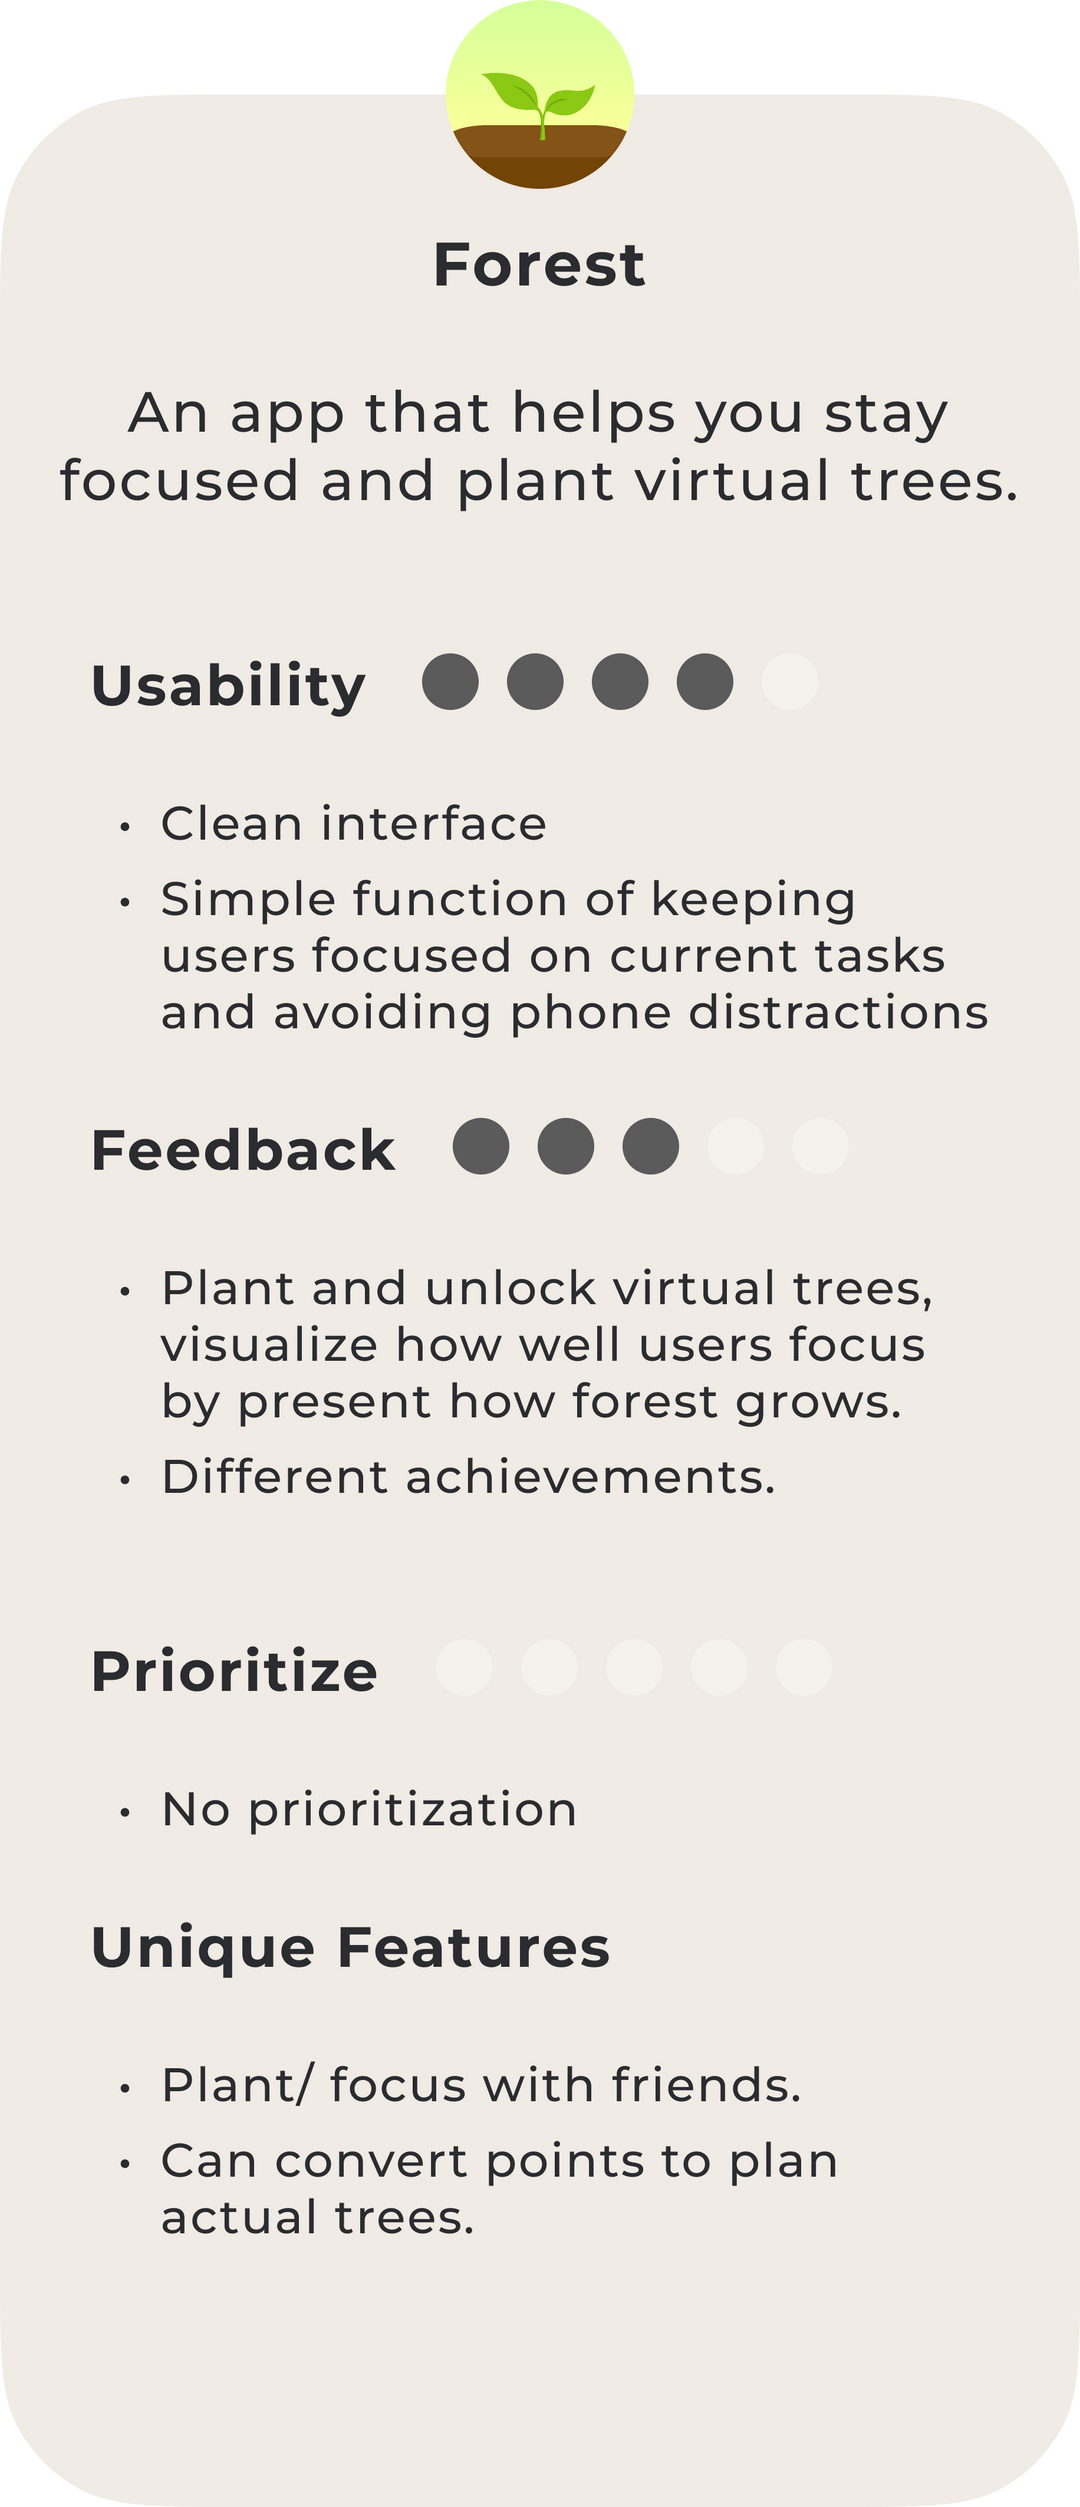 Forest
An app that helps you stay
focused and plant virtual trees.
Usability
• Clean interface
• Simple function of keeping
users focused on current tasks
and avoiding phone distractions
Feedback
• Plant and unlock virtual trees,
visualize how well users focus
by present how forest grows.
• Different achievements.
Prioritize
• No prioritization
Unique Features
• Plant/ focus with friends.
• Can convert points to plan
actual trees.